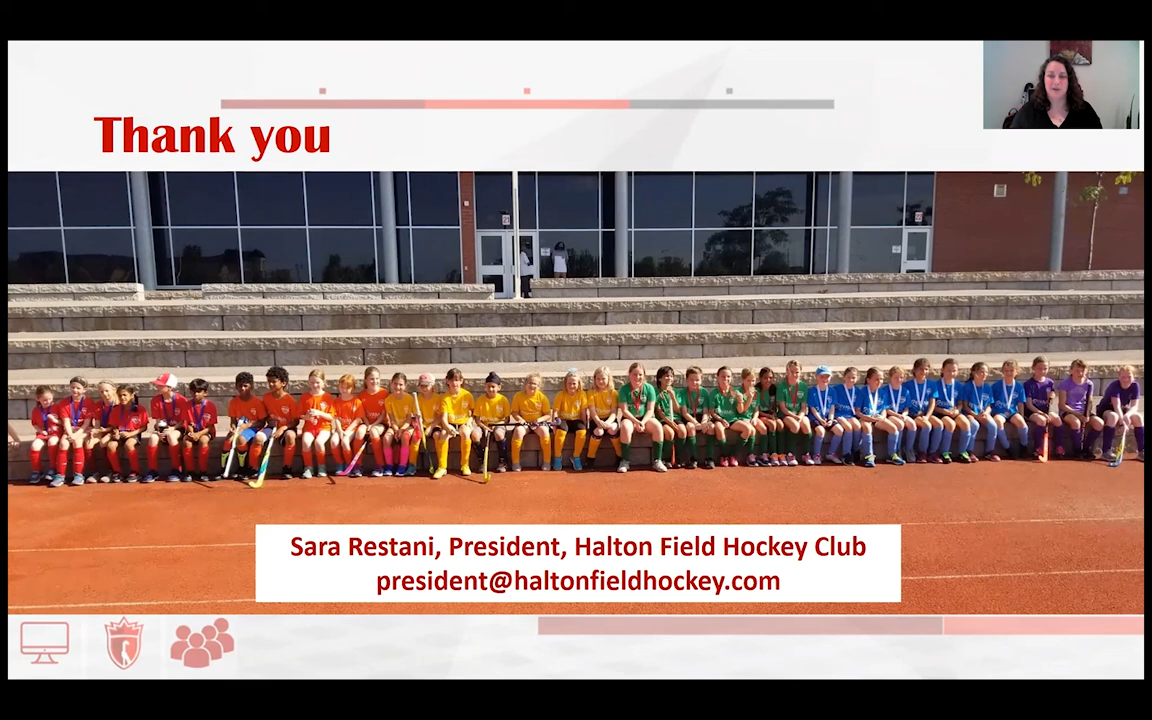 Thank you
Sara Restani, President, Halton Field Hockey Club
president@haltonfieldhockey.com